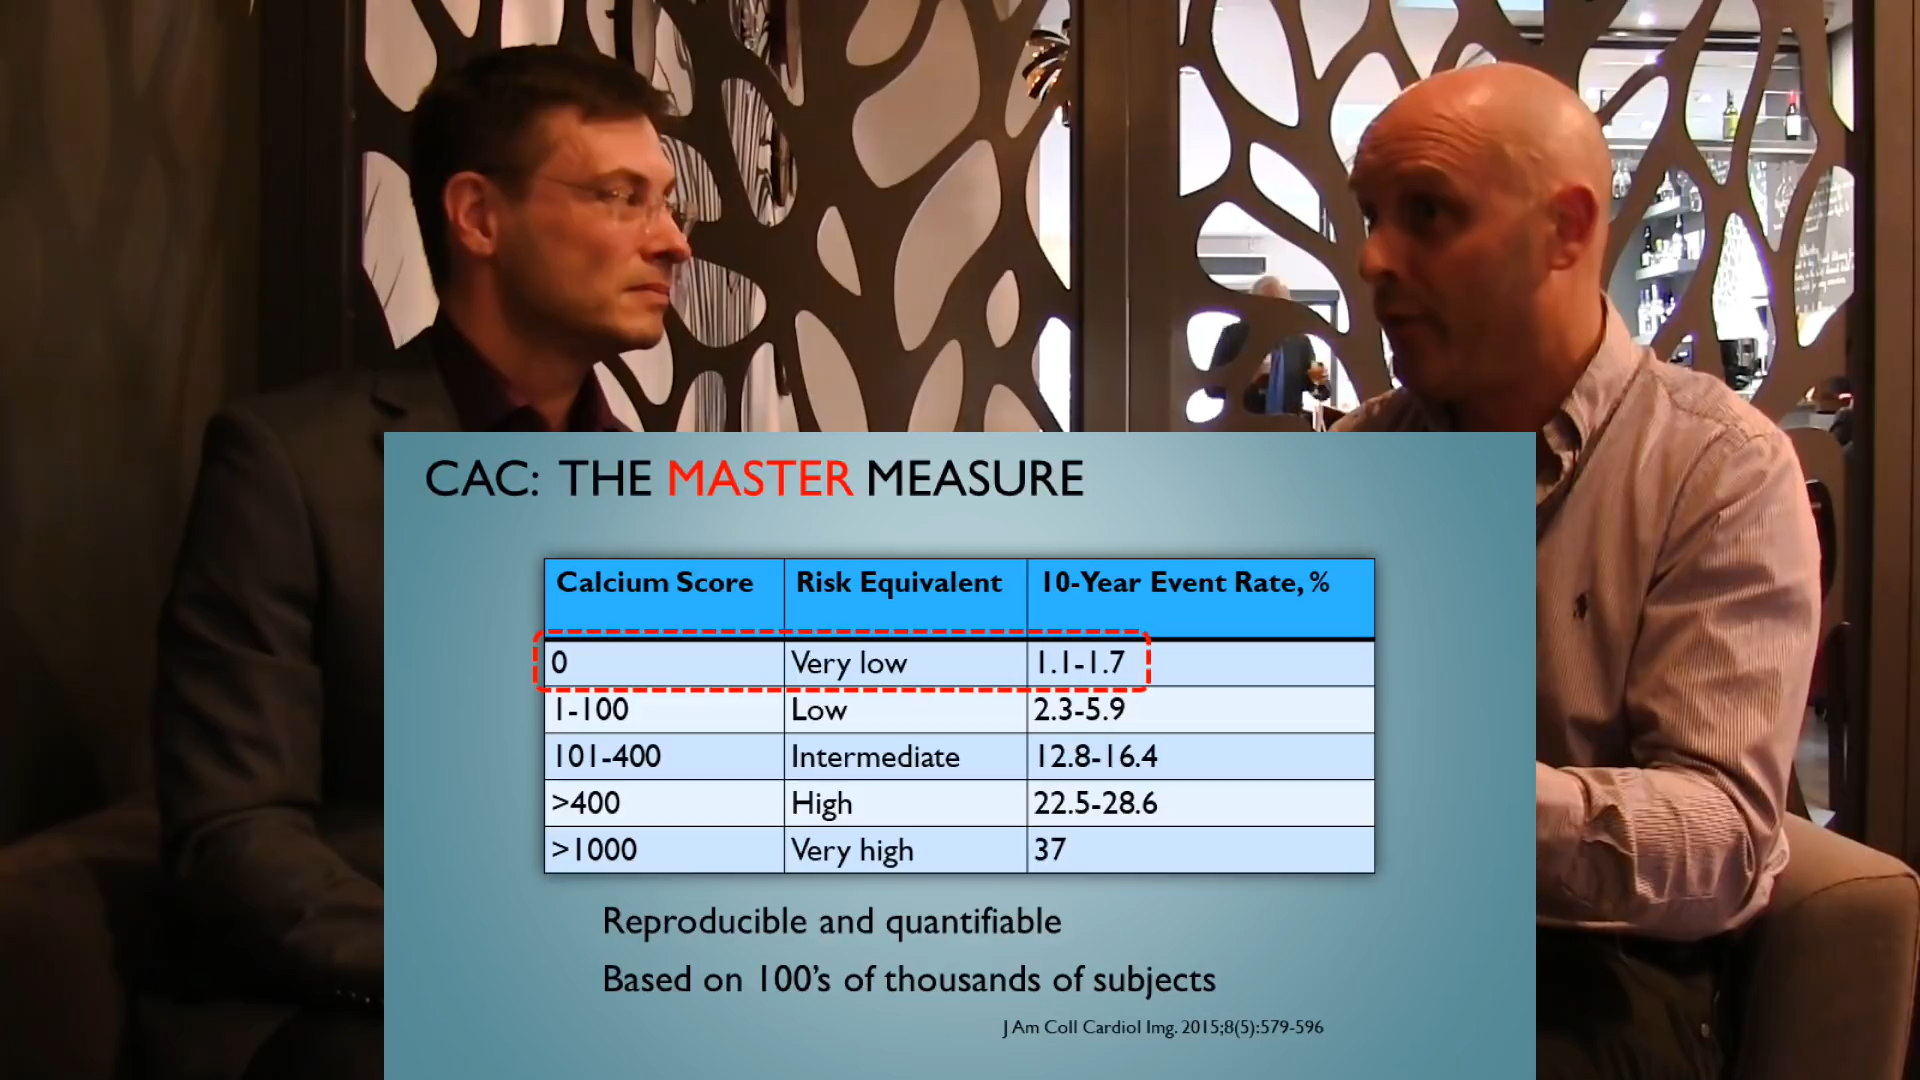 CAC: THE MASTER MEASURE
Calcium Score Risk Equivalent 10-Year Event Rate, %
0 Very low 1.1-1.7
1-100 Low 2.3-5.9
101-400 Intermediate 12.8-16.4
>400 High 22.5-28.6
>1000 Very high 37
Reproducible and quantifiable
Based on 100's of thousands of subjects
J Am Coll Cardiol Img. 2015;8(5):579-596